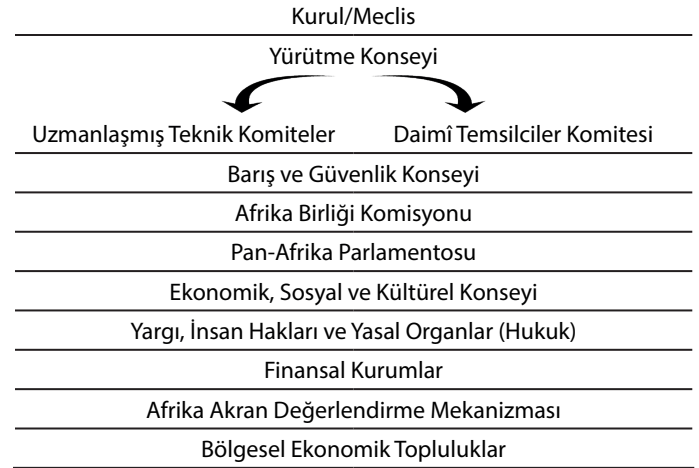 Kurul/Meclis
Yürütme Konseyi
Uzmanlaşmış Teknik Komiteler
Daimî Temsilciler Komitesi
Barış ve Güvenlik Konseyi
Afrika Birliği Komisyonu
Pan-Afrika Parlamentosu
Ekonomik, Sosyal ve Kültürel Konseyi
Yargı, İnsan Hakları ve Yasal Organlar (Hukuk)
Finansal Kurumlar
Afrika Akran Değerlendirme Mekanizması
Bölgesel Ekonomik Topluluklar